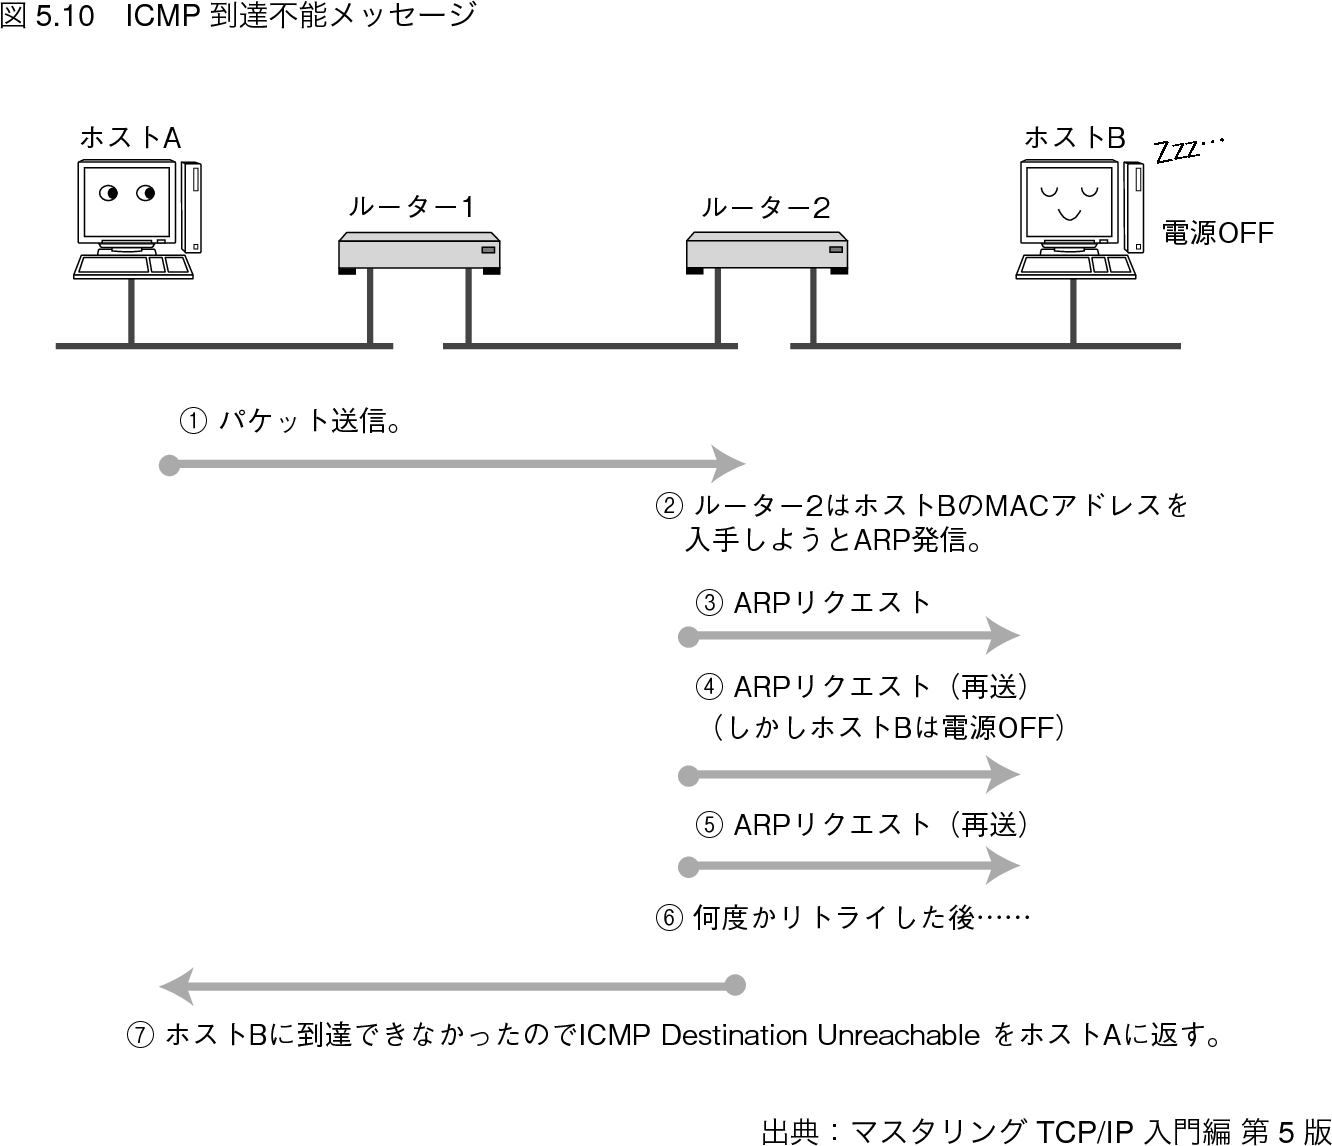 図 5.10　ICMP 到達不能メッセージ
ホストA
ホストB
Zzz…
ルーター1
ルーター2
電源OFF
① パケット送信。
② ルーター2はホストBのMACアドレスを
入手しようとARP発信。
③ ARPリクエスト
④ ARPリクエスト（再送）
（しかしホストBは電源OFF）
⑤ ARPリクエスト（再送）
⑥ 何度かリトライした後……
⑦ ホストBに到達できなかったのでICMP Destination Unreachable をホストAに返す。
出典：マスタリング TCP/IP 入門編 第 5 版